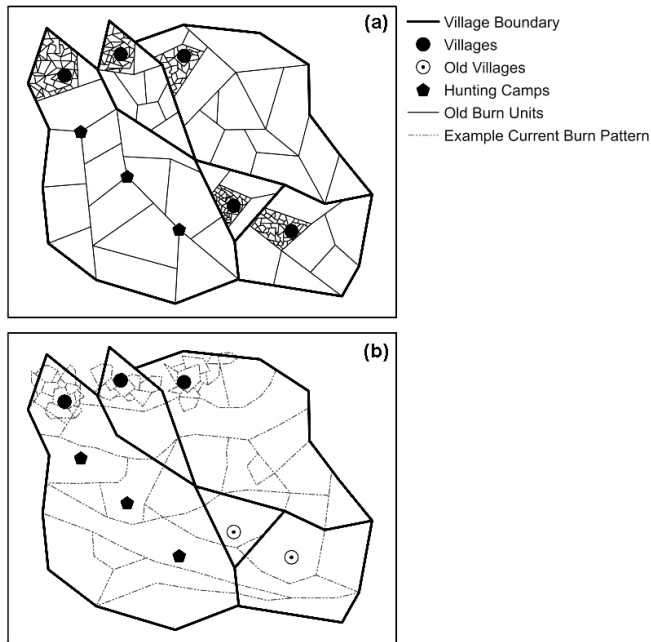 (a)
Village Boundary
Villages
Old Villages
Hunting Camps
Old Burn Units
Example Current Burn Pattern
(b)